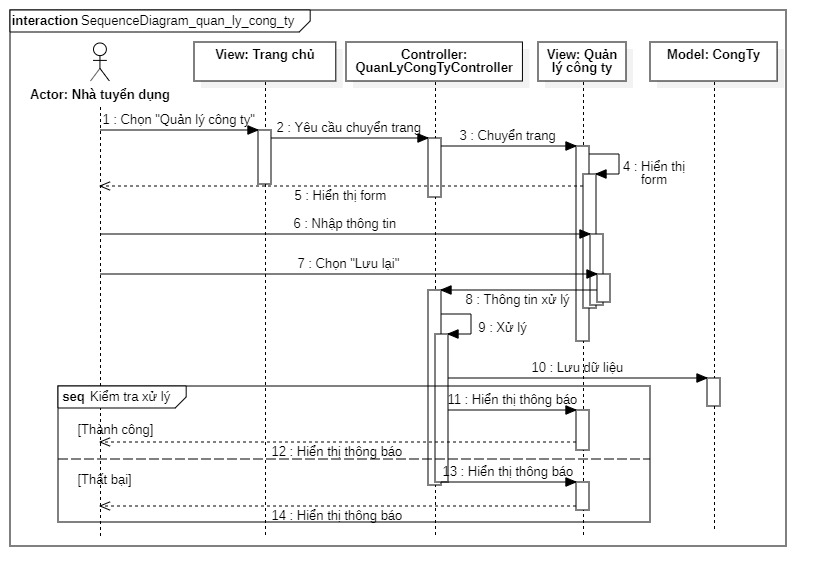 interaction SequenceDiagram_quan_ly_cong_ty
Actor: Nhà tuyển dụng
View: Trang chủ
Controller:
QuanLyCongTyController
View: Quản
lý công ty
Model: CongTy
1 : Chọn "Quản lý công ty"
2 : Yêu cầu chuyển trang
3 : Chuyển trang
4 : Hiển thị
form
5 : Hiển thị form
6 : Nhập thông tin
7 : Chọn "Lưu lại"
8 : Thông tin xử lý
9 : Xử lý
10 : Lưu dữ liệu
seq Kiểm tra xử lý
11 : Hiển thị thông báo
[Thành công]
12 : Hiển thị thông báo
13 : Hiển thị thông báo
[Thất bại]
14 : Hiển thị thông báo